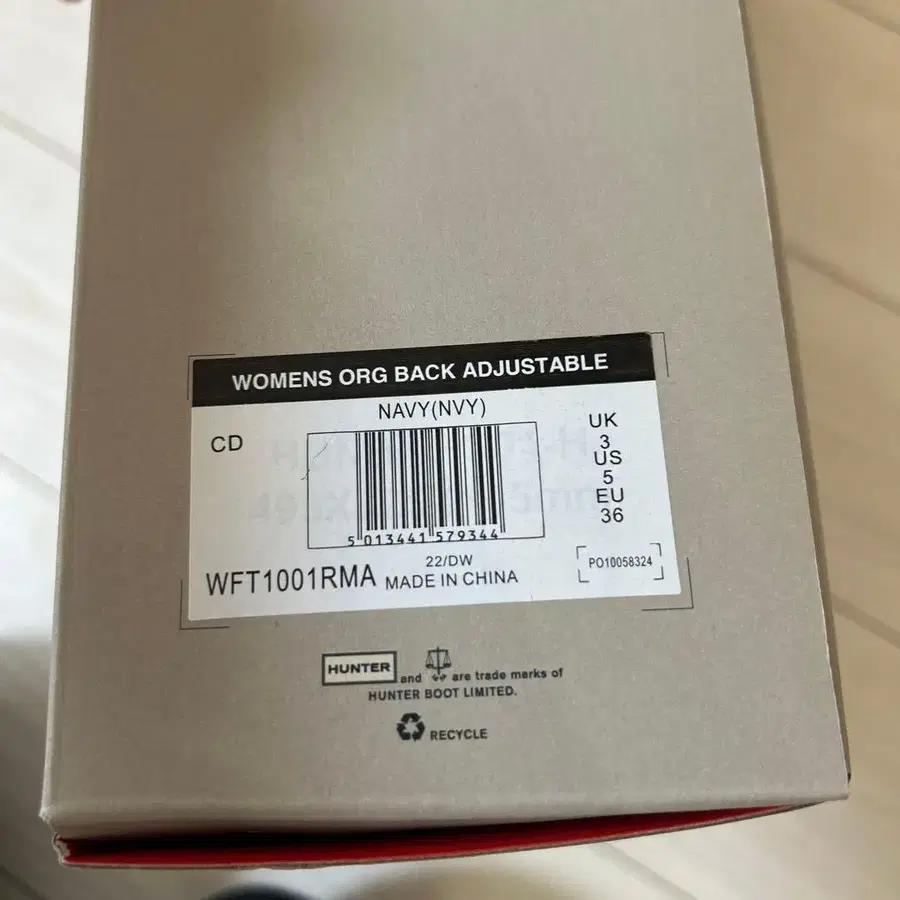 WOMENS ORG BACK ADJUSTABLE
NAVY(NVY)
CD
UK
3
US
5
EU
36
5 013441 579344
22/DW
WFT1001RMA
MADE IN CHINA
PO10058324
HUNTER and are trade marks of
HUNTER BOOT LIMITED.
RECYCLE